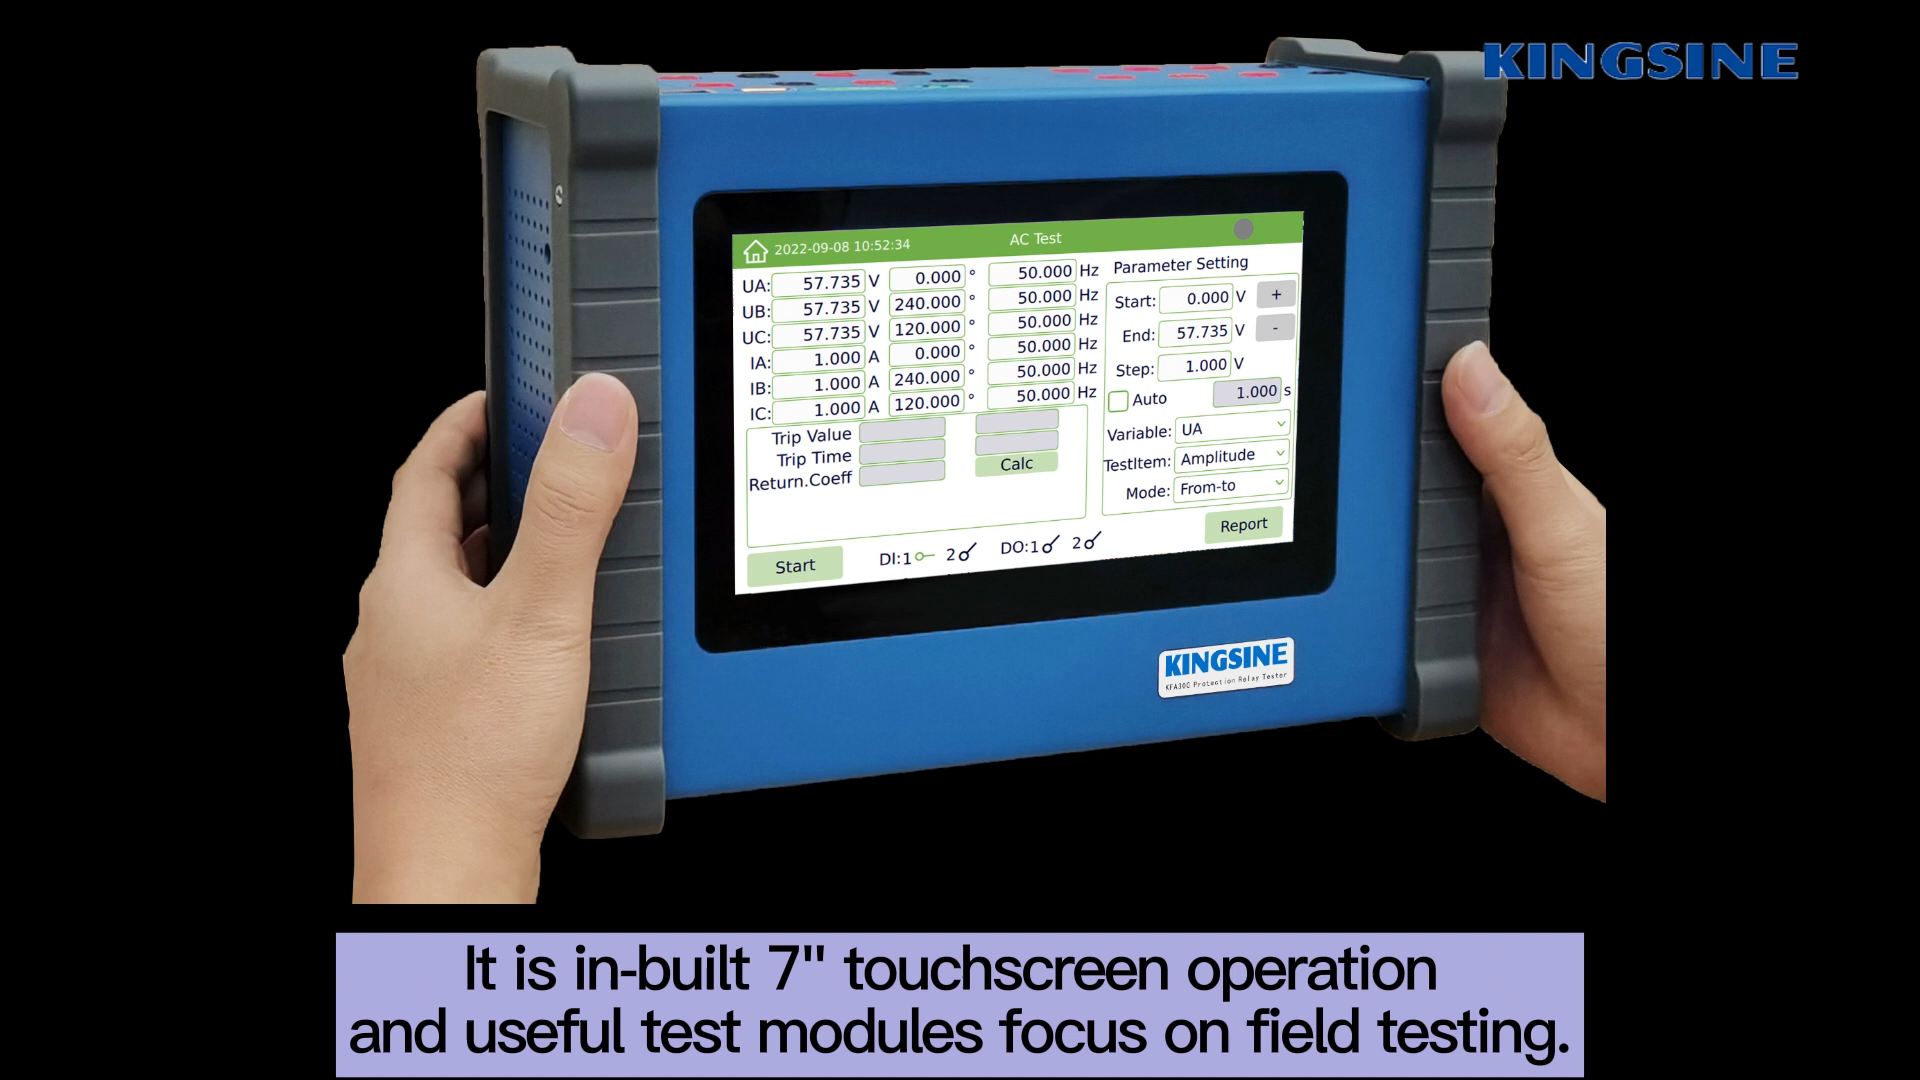 KINGSINE
2022-09-08 10:52:34 AC Test
UA: 57.735 V 0.000 ° 50.000 Hz
UB: 57.735 V 240.000 ° 50.000 Hz
UC: 57.735 V 120.000 ° 50.000 Hz
IA: 1.000 A 0.000 ° 50.000 Hz
IB: 1.000 A 240.000 ° 50.000 Hz
IC: 1.000 A 120.000 ° 50.000 Hz
Trip Value
Trip Time
Return.Coeff
Calc
Parameter Setting
Start: 0.000 V +
End: 57.735 V -
Step: 1.000 V
Auto 1.000 s
Variable: UA
TestItem: Amplitude
Mode: From-to
Start DI:1 2 DO:1 2 Report
KINGSINE
KFA300 Protection Relay Tester
It is in-built 7" touchscreen operation
and useful test modules focus on field testing.